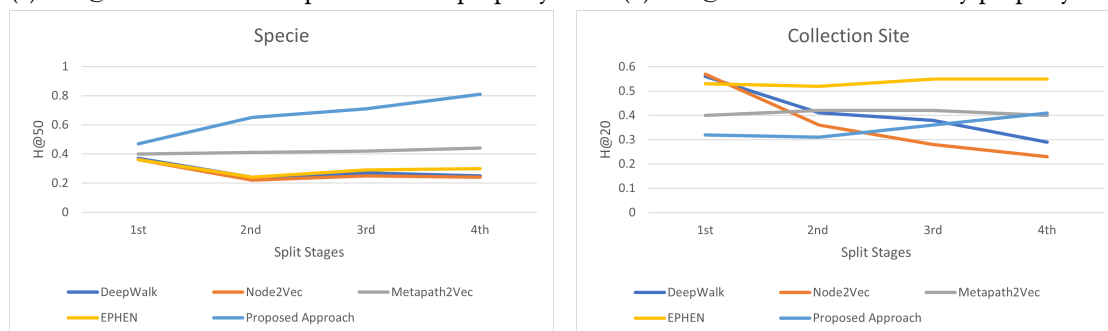 Specie
1
0.8
0.6
0.4
0.2
0
H@50
1st 2nd 3rd 4th
Split Stages
DeepWalk Node2Vec Metapath2Vec
EPHEN Proposed Approach
Collection Site
0.6
0.5
0.4
0.3
0.2
0.1
0
H@20
1st 2nd 3rd 4th
Split Stages
DeepWalk Node2Vec Metapath2Vec
EPHEN Proposed Approach